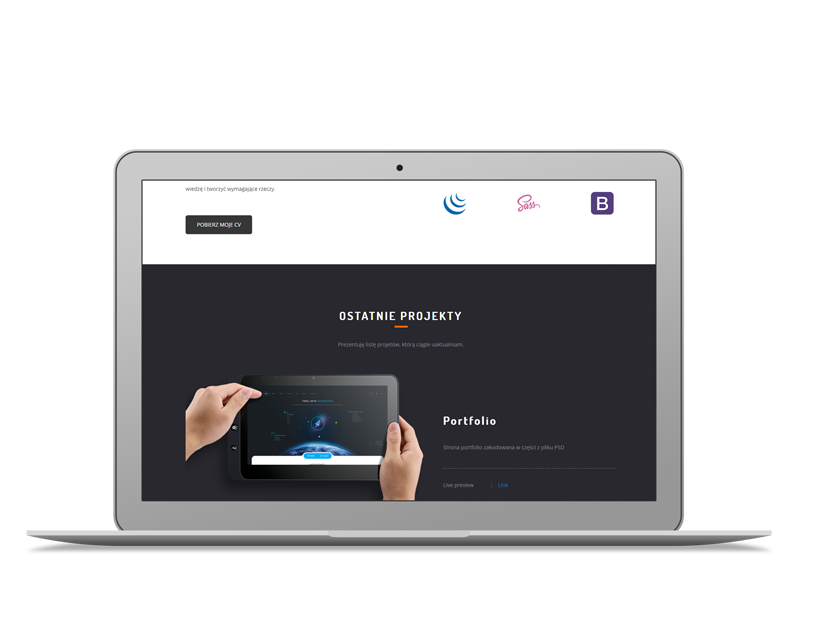 wiedzę i tworzyć wymagające rzeczy.
Sass
B
POBIERZ MOJE CV
OSTATNIE PROJEKTY
Prezentuję listę projetów, którą ciągle uaktualniam.
Portfolio
Strona portfolio zakodowana w części z pliku PSD
Live preview | Link